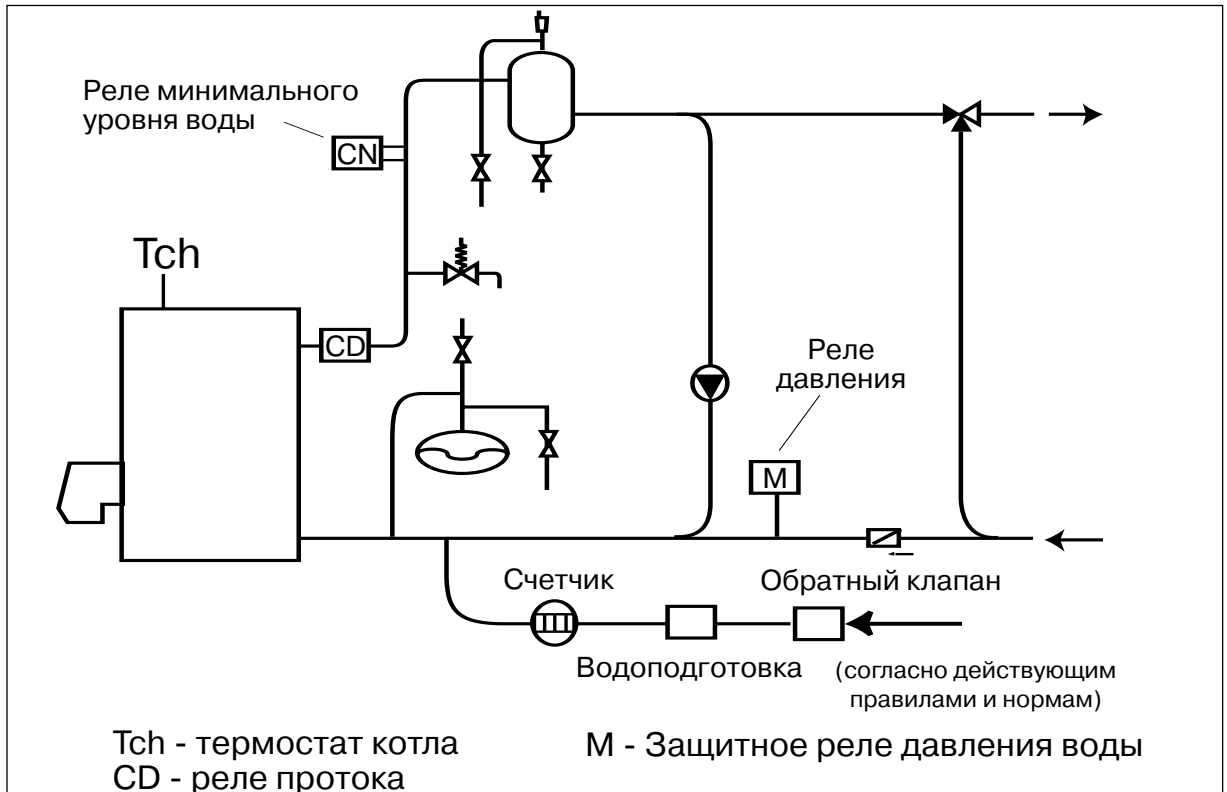 Реле минимального
уровня воды
CN
Tch
CD
Реле
давления
M
Счетчик
Обратный клапан
Водоподготовка
(согласно действующим
правилами и нормам)
Tch - термостат котла
CD - реле протока
M - Защитное реле давления воды